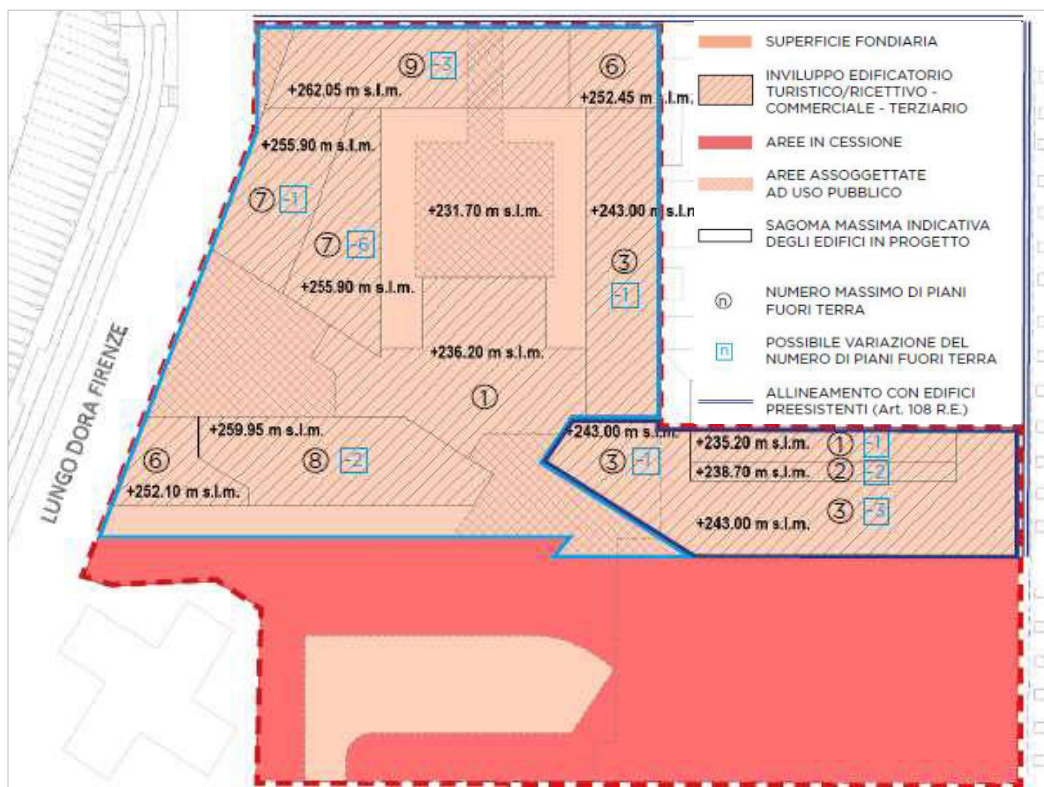 SUPERFICIE FONDIARIA
INVILUPPO EDIFICATORIO
TURISTICO/RICETTIVO -
COMMERCIALE - TERZIARIO
AREE IN CESSIONE
AREE ASSOGGETTATE
AD USO PUBBLICO
SAGOMA MASSIMA INDICATIVA
DEGLI EDIFICI IN PROGETTO
n
NUMERO MASSIMO DI PIANI
FUORI TERRA
n
POSSIBILE VARIAZIONE DEL
NUMERO DI PIANI FUORI TERRA
ALLINEAMENTO CON EDIFICI
PREESISTENTI (Art. 108 R.E.)
9 -3
6
+262.05 m s.l.m.
+252.45 m s.l.m.
+255.90 m s.l.m.
7 -1
+231.70 m s.l.m.
+243.00 m s.l.n
7 -6
3
+255.90 m s.l.m.
-1
LUNGO DORA FIRENZE
+236.20 m s.l.m.
1
+259.95 m s.l.m.
+243.00 m s.l.m.
+235.20 m s.l.m.
1 -1
6
8 -2
3 -1
+238.70 m s.l.m.
2 -2
+252.10 m s.l.m.
3 -3
+243.00 m s.l.m.